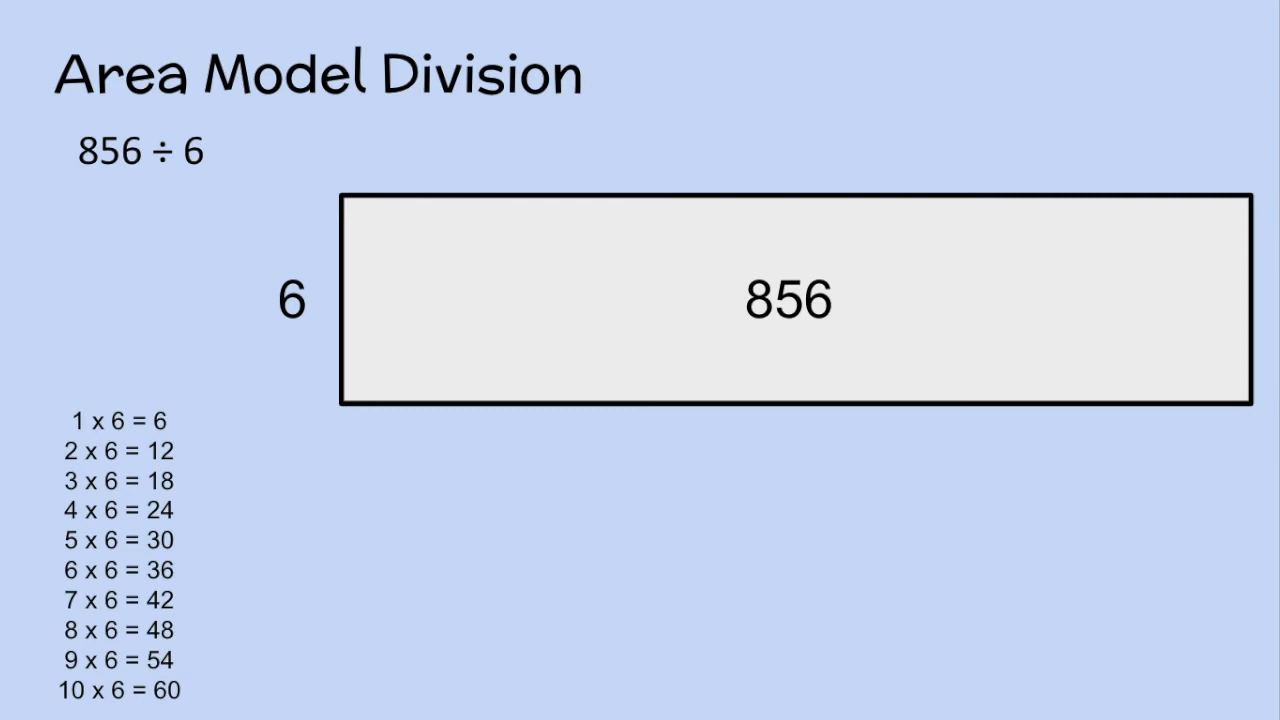 Area Model Division
856 ÷ 6
6
856
1 x 6 = 6
2 x 6 = 12
3 x 6 = 18
4 x 6 = 24
5 x 6 = 30
6 x 6 = 36
7 x 6 = 42
8 x 6 = 48
9 x 6 = 54
10 x 6 = 60